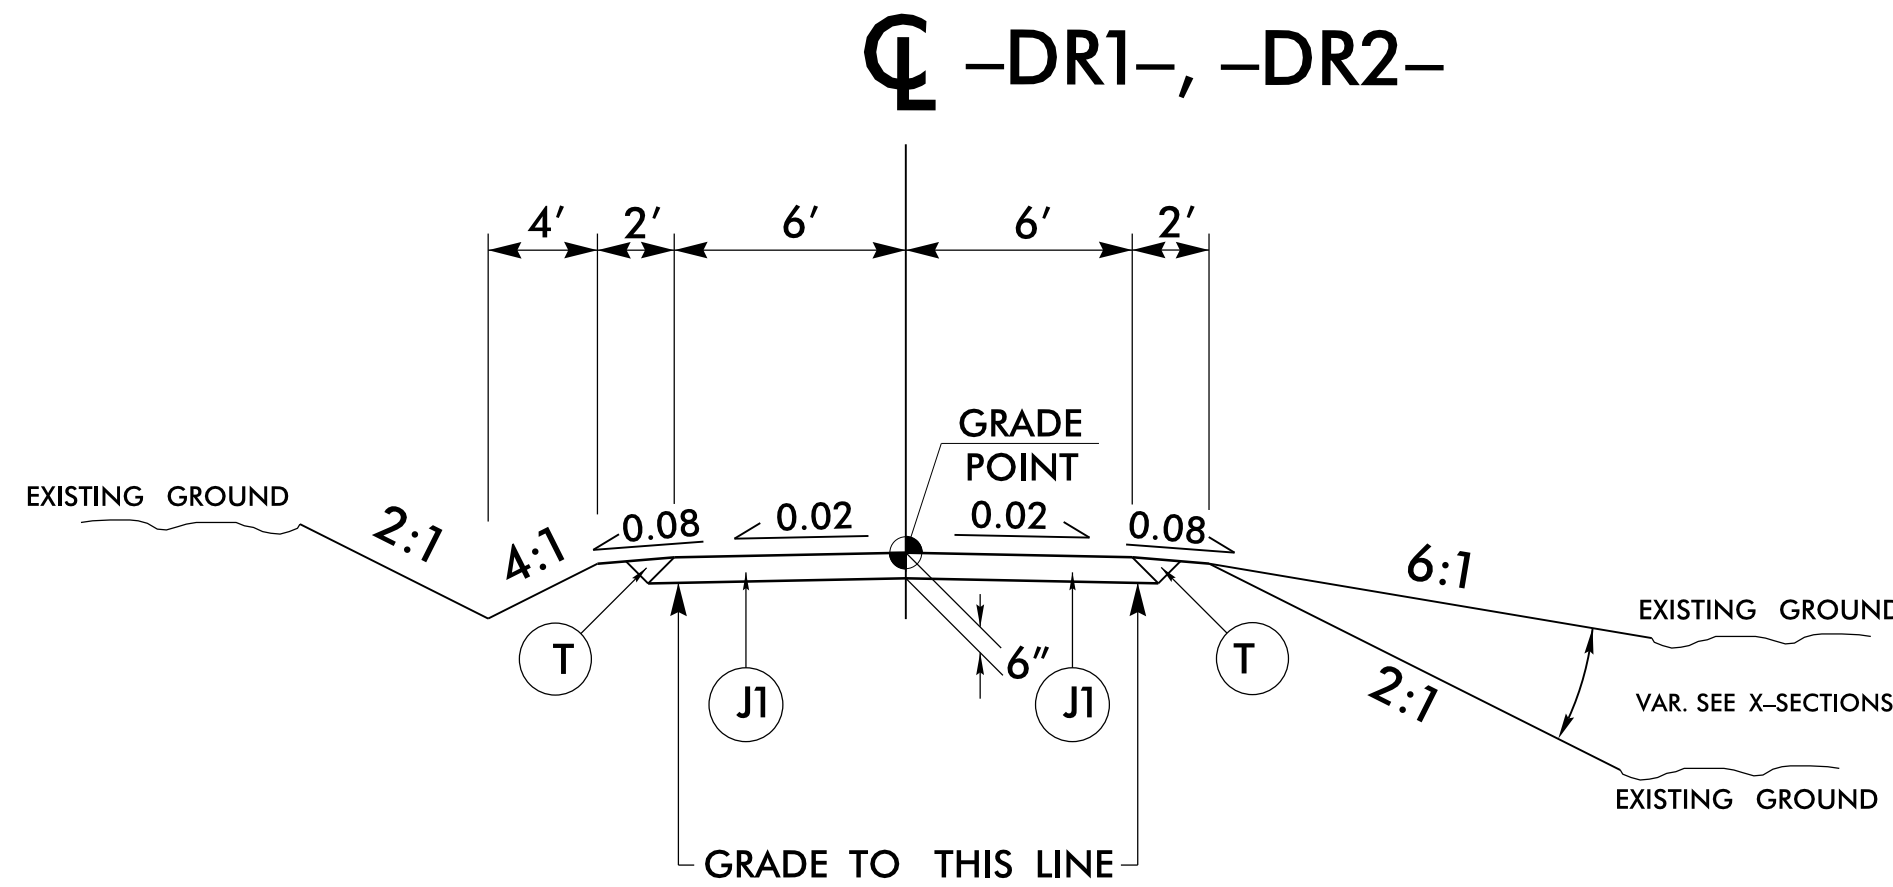 ℄ –DR1–, –DR2–
4' 2' 6' 6' 2'
GRADE
POINT
EXISTING GROUND
2:1
4:1
0.08
0.02
0.02
0.08
6:1
2:1
EXISTING GROUND
T
J1
6"
J1
T
VAR. SEE X–SECTIONS
EXISTING GROUND
GRADE TO THIS LINE